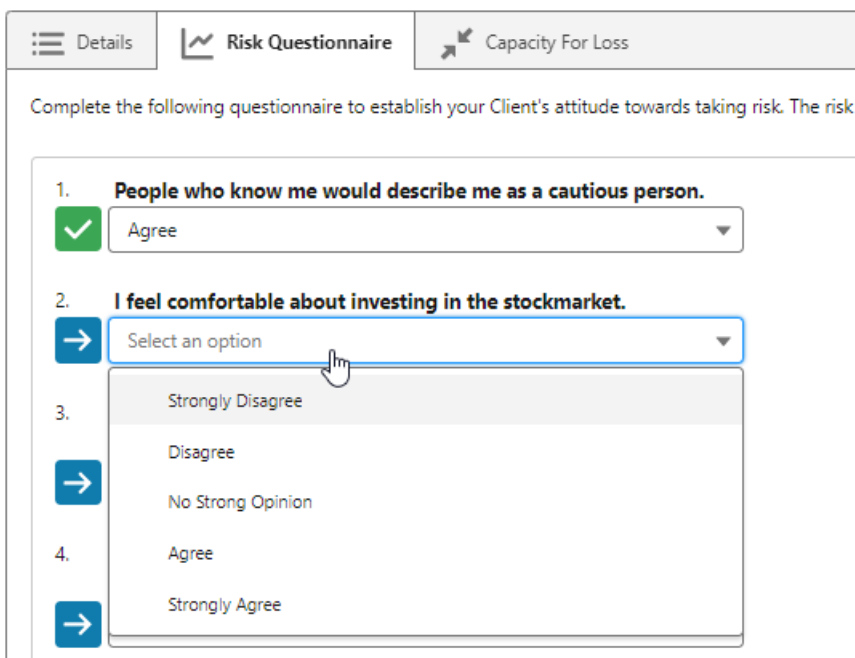 Details Risk Questionnaire Capacity For Loss
Complete the following questionnaire to establish your Client's attitude towards taking risk. The risk
1. People who know me would describe me as a cautious person.
Agree
2. I feel comfortable about investing in the stockmarket.
Select an option
Strongly Disagree
3.
Disagree
No Strong Opinion
4. Agree
Strongly Agree